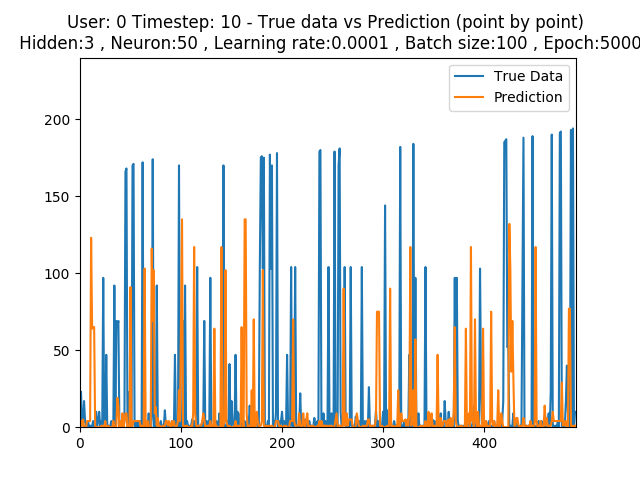 User: 0 Timestep: 10 - True data vs Prediction (point by point)
Hidden:3 , Neuron:50 , Learning rate:0.0001 , Batch size:100 , Epoch:5000
True Data
Prediction
200
150
100
50
0
0 100 200 300 400